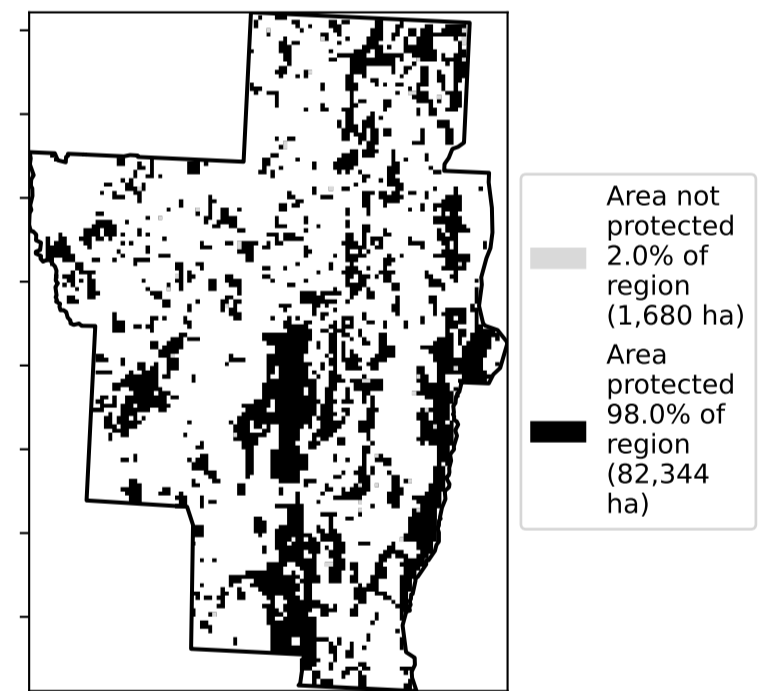 Area not
protected
2.0% of
region
(1,680 ha)
Area
protected
98.0% of
region
(82,344
ha)